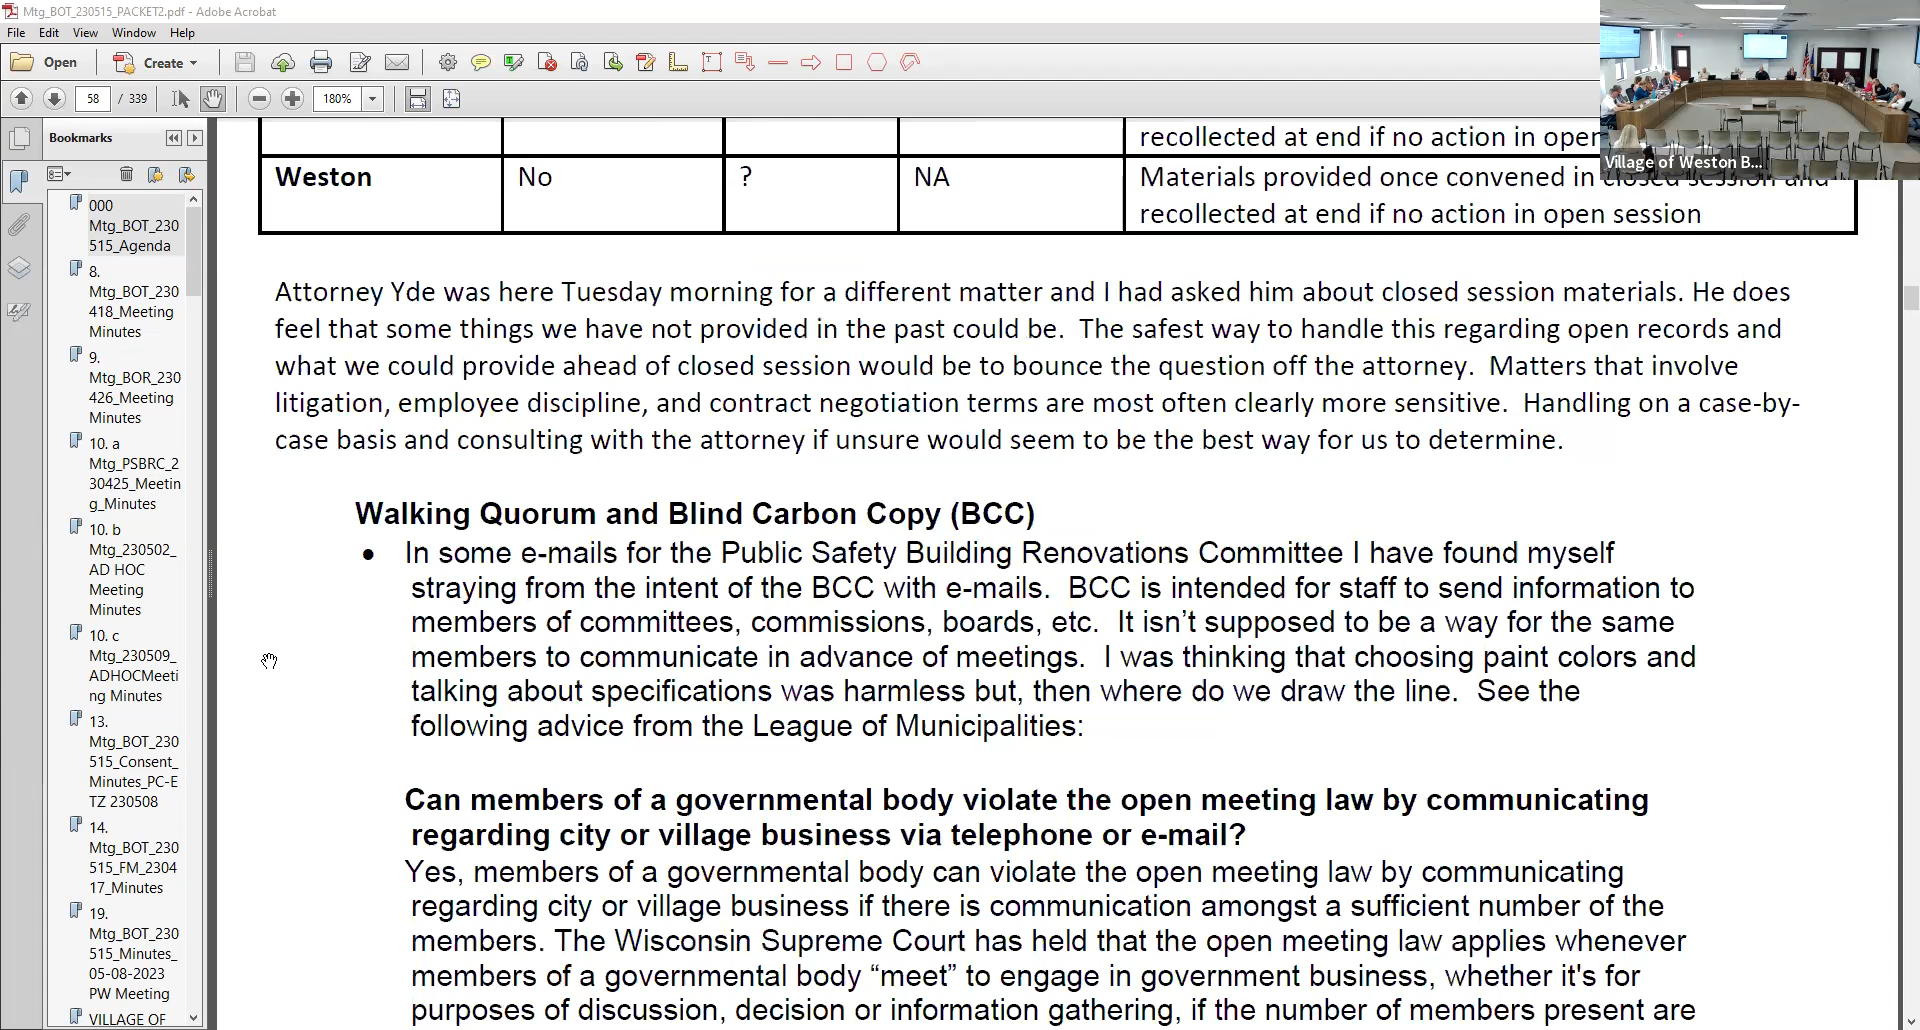 Mtg_BOT_230515_PACKET2.pdf - Adobe Acrobat
File Edit View Window Help
Open Create
58 / 339 180%
Bookmarks
000
Mtg_BOT_230
515_Agenda
8.
Mtg_BOT_230
418_Meeting
Minutes
9.
Mtg_BOR_230
426_Meeting
Minutes
10. a
Mtg_PSBRC_2
30425_Meetin
g_Minutes
10. b
Mtg_230502_
AD HOC
Meeting
Minutes
10. c
Mtg_230509_
ADHOCMeeti
ng Minutes
13.
Mtg_BOT_230
515_Consent_
Minutes_PC-E
TZ 230508
14.
Mtg_BOT_230
515_FM_2304
17_Minutes
19.
Mtg_BOT_230
515_Minutes_
05-08-2023
PW Meeting
VILLAGE OF
recollected at end if no action in open
Weston No ? NA Materials provided once convened in closed session and
recollected at end if no action in open session
Attorney Yde was here Tuesday morning for a different matter and I had asked him about closed session materials. He does
feel that some things we have not provided in the past could be. The safest way to handle this regarding open records and
what we could provide ahead of closed session would be to bounce the question off the attorney. Matters that involve
litigation, employee discipline, and contract negotiation terms are most often clearly more sensitive. Handling on a case-by-
case basis and consulting with the attorney if unsure would seem to be the best way for us to determine.
Walking Quorum and Blind Carbon Copy (BCC)
• In some e-mails for the Public Safety Building Renovations Committee I have found myself
straying from the intent of the BCC with e-mails. BCC is intended for staff to send information to
members of committees, commissions, boards, etc. It isn’t supposed to be a way for the same
members to communicate in advance of meetings. I was thinking that choosing paint colors and
talking about specifications was harmless but, then where do we draw the line. See the
following advice from the League of Municipalities:
Can members of a governmental body violate the open meeting law by communicating
regarding city or village business via telephone or e-mail?
Yes, members of a governmental body can violate the open meeting law by communicating
regarding city or village business if there is communication amongst a sufficient number of the
members. The Wisconsin Supreme Court has held that the open meeting law applies whenever
members of a governmental body “meet” to engage in government business, whether it's for
purposes of discussion, decision or information gathering, if the number of members present are
Village of Weston B...